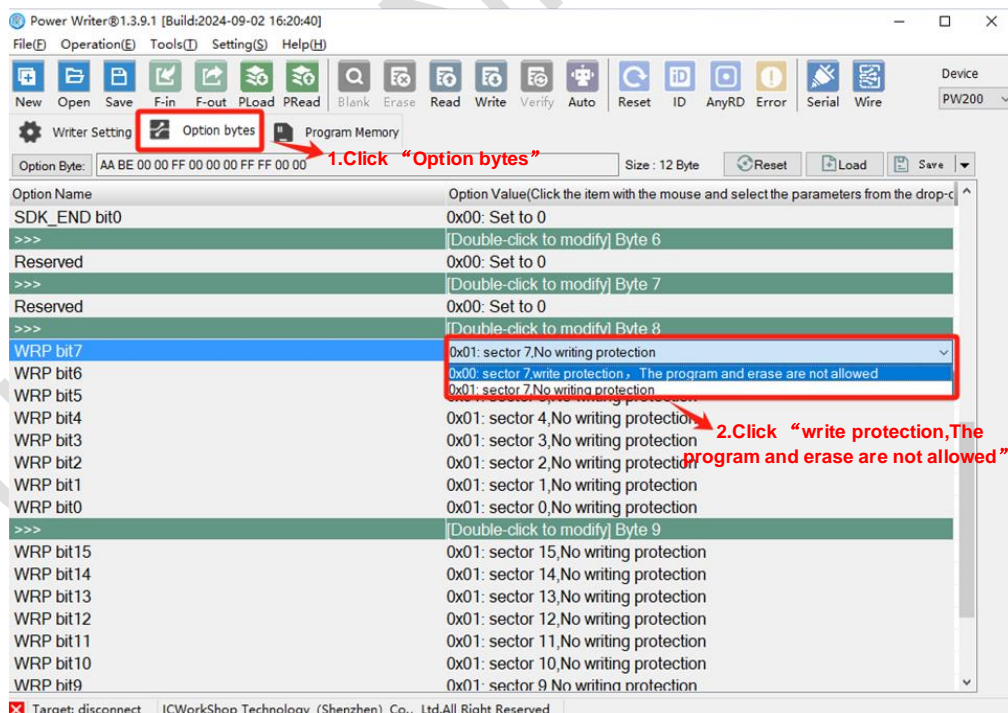 Power Writer®1.3.9.1 [Build:2024-09-02 16:20:40]
File(F) Operation(E) Tools(T) Setting(S) Help(H)
New Open Save F-in F-out PLoad PRead Blank Erase Read Write Verify Auto Reset ID AnyRD Error Serial Wire
Device
PW200
Writer Setting Option bytes Program Memory
1.Click “Option bytes”
Option Byte: AA BE 00 00 FF 00 00 00 FF FF 00 00 Size : 12 Byte Reset Load Save
Option Name Option Value(Click the item with the mouse and select the parameters from the drop-c
SDK_END bit0 0x00: Set to 0
>>> [Double-click to modify] Byte 6
Reserved 0x00: Set to 0
>>> [Double-click to modify] Byte 7
Reserved 0x00: Set to 0
>>> [Double-click to modify] Byte 8
WRP bit7 0x01: sector 7,No writing protection
WRP bit6 0x00: sector 7,write protection，The program and erase are not allowed
0x01: sector 7,No writing protection
WRP bit5
WRP bit4 0x01: sector 4,No writing protection
2.Click “write protection,The
program and erase are not allowed”
WRP bit3 0x01: sector 3,No writing protection
WRP bit2 0x01: sector 2,No writing protection
WRP bit1 0x01: sector 1,No writing protection
WRP bit0 0x01: sector 0,No writing protection
>>> [Double-click to modify] Byte 9
WRP bit15 0x01: sector 15,No writing protection
WRP bit14 0x01: sector 14,No writing protection
WRP bit13 0x01: sector 13,No writing protection
WRP bit12 0x01: sector 12,No writing protection
WRP bit11 0x01: sector 11,No writing protection
WRP bit10 0x01: sector 10,No writing protection
WRP bit9 0x01: sector 9,No writing protection
Target: disconnect ICWorkShop Technology (Shenzhen) Co., Ltd.All Right Reserved